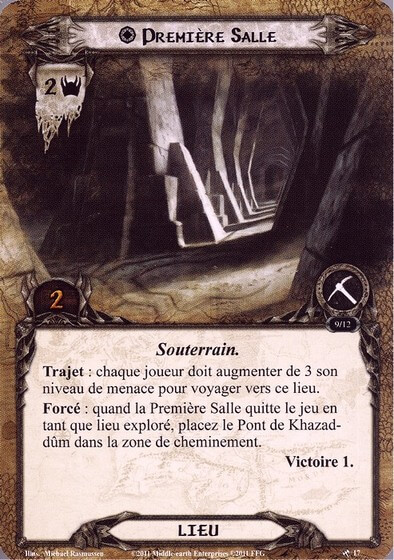 PREMIÈRE SALLE
2
2
9/12
Souterrain.
Trajet : chaque joueur doit augmenter de 3 son
niveau de menace pour voyager vers ce lieu.
Forcé : quand la Première Salle quitte le jeu en
tant que lieu exploré, placez le Pont de Khazad-
dûm dans la zone de cheminement.
Victoire 1.
LIEU
Illus. Michael Rasmussen ©2011 Middle-earth Enterprises ©2011 FFG 17